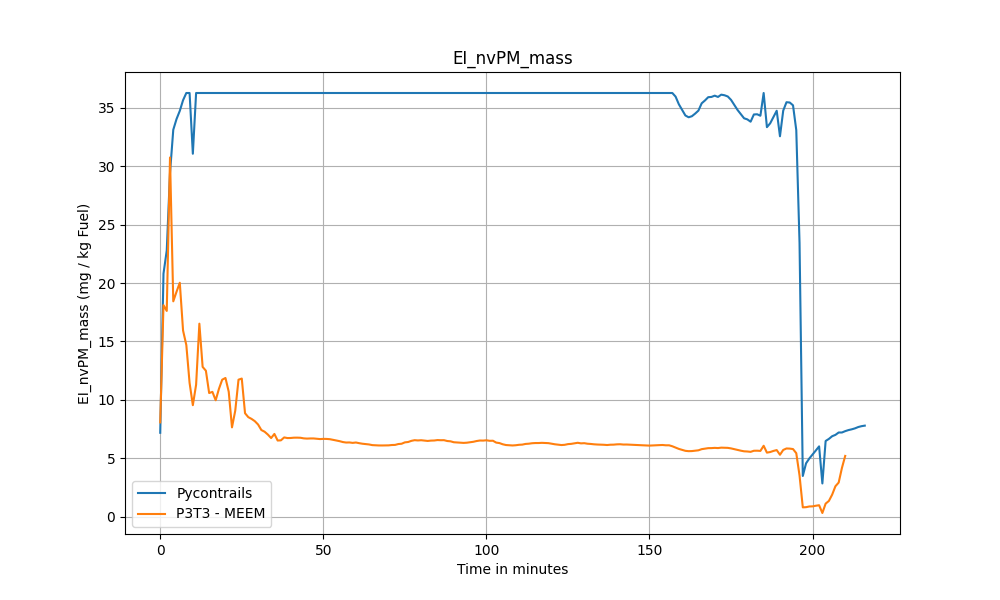 EI_nvPM_mass
EI_nvPM_mass (mg / kg Fuel)
35
30
25
20
15
10
5
0
Pycontrails
P3T3 - MEEM
0 50 100 150 200
Time in minutes